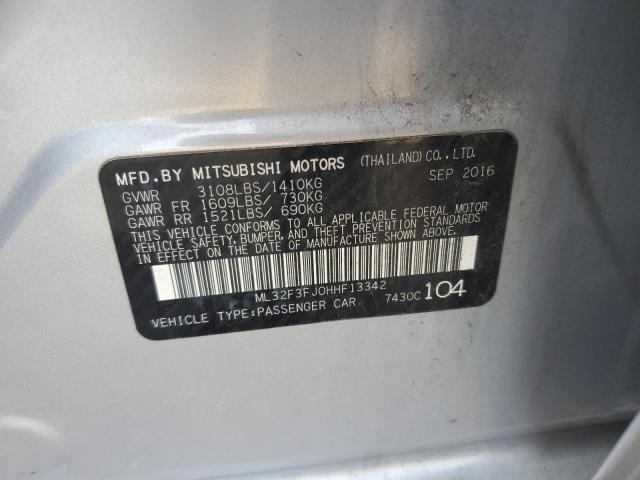 MFD.BY MITSUBISHI MOTORS (THAILAND)CO.,LTD.
SEP 2016
GVWR 3108LBS/1410KG
GAWR FR 1609LBS/ 730KG
GAWR RR 1521LBS/ 690KG
THIS VEHICLE CONFORMS TO ALL APPLICABLE FEDERAL MOTOR
VEHICLE SAFETY, BUMPER, AND THEFT PREVENTION STANDARDS
IN EFFECT ON THE DATE OF MANUFACTURE SHOWN ABOVE.
ML32F3FJ0HHF13342
VEHICLE TYPE:PASSENGER CAR 7430C 104